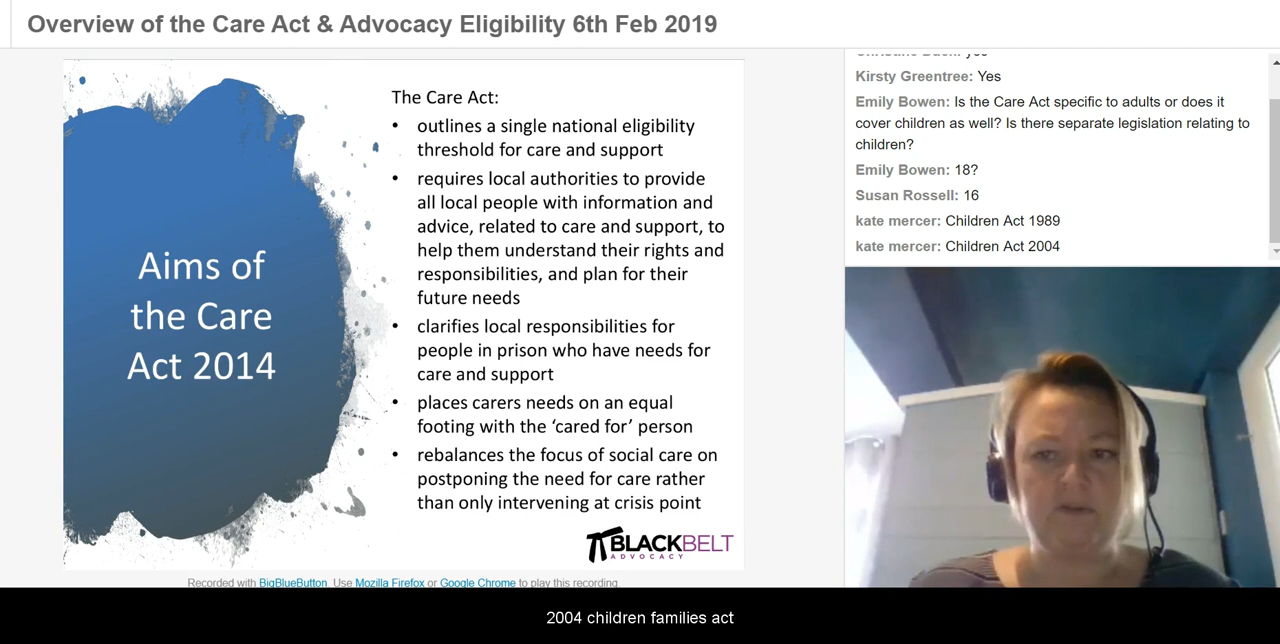 Overview of the Care Act & Advocacy Eligibility 6th Feb 2019
Aims of
the Care
Act 2014
The Care Act:
• outlines a single national eligibility
threshold for care and support
• requires local authorities to provide
all local people with information and
advice, related to care and support, to
help them understand their rights and
responsibilities, and plan for their
future needs
• clarifies local responsibilities for
people in prison who have needs for
care and support
• places carers needs on an equal
footing with the ‘cared for’ person
• rebalances the focus of social care on
postponing the need for care rather
than only intervening at crisis point
BLACKBELT
ADVOCACY
Recorded with BigBlueButton. Use Mozilla Firefox or Google Chrome to play this recording.
yes
Kirsty Greentree: Yes
Emily Bowen: Is the Care Act specific to adults or does it
cover children as well? Is there separate legislation relating to
children?
Emily Bowen: 18?
Susan Rossell: 16
kate mercer: Children Act 1989
kate mercer: Children Act 2004
2004 children families act